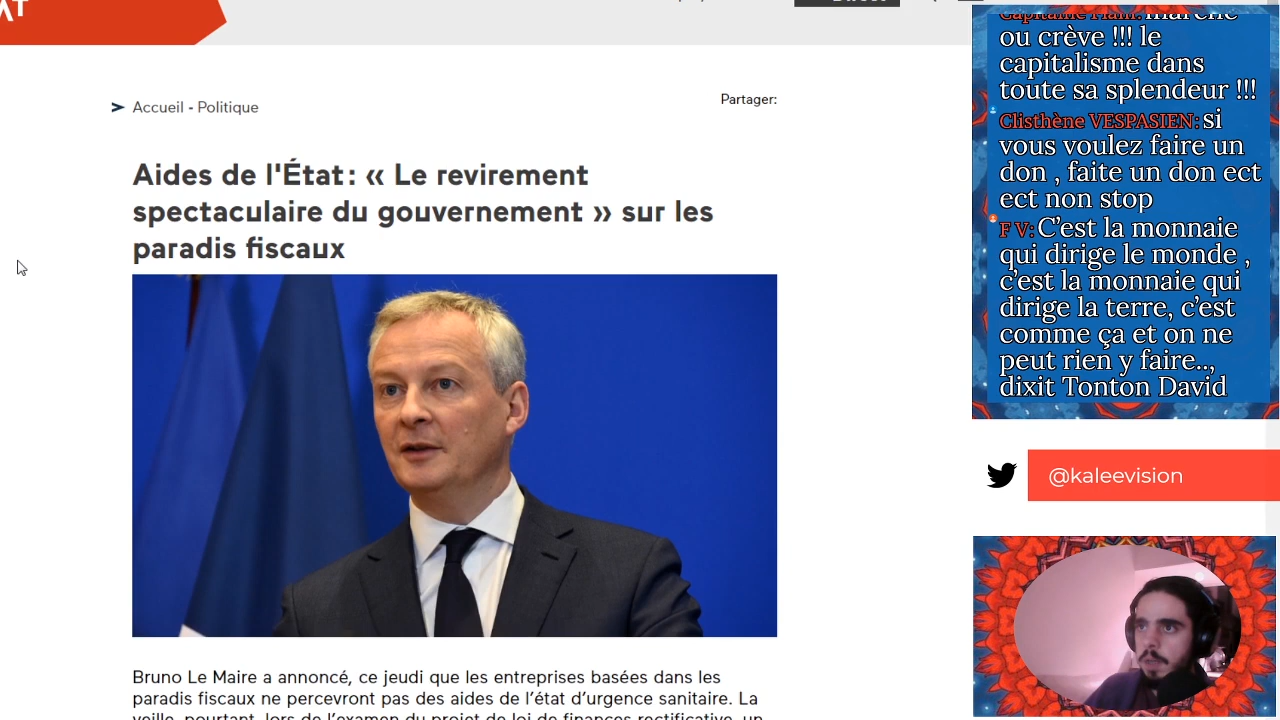 AT
Accueil - Politique
Partager:
Aides de l'État : « Le revirement
spectaculaire du gouvernement » sur les
paradis fiscaux
Bruno Le Maire a annoncé, ce jeudi que les entreprises basées dans les
paradis fiscaux ne percevront pas des aides de l'état d'urgence sanitaire. La
veille, pourtant, lors de l'examen du projet de loi de finances rectificative, un
Capitaine Flam: marche
ou crève !!! le
capitalisme dans
toute sa splendeur !!!
Clisthène VESPASIEN: si
vous voulez faire un
don , faite un don ect
ect non stop
F V: C'est la monnaie
qui dirige le monde ,
c'est la monnaie qui
dirige la terre, c'est
comme ça et on ne
peut rien y faire..,
dixit Tonton David
@kaleevision